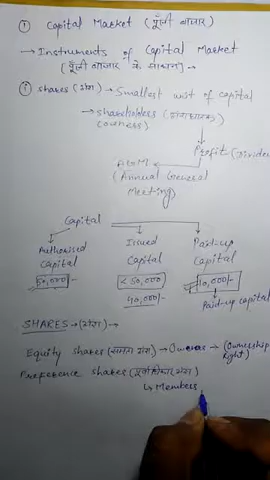 ① Capital Market (पूँजी बाजार)
→ Instruments of Capital Market
[पूँजी बाजार के साधन] →
① shares (अंश) → Smallest unit of capital
→ shareholders (अंशधारक)
(owners)
Profit (Dividen
AGM
(Annual General
Meeting)
Capital
Authorised Capital
50,000/-
Issued Capital
<50,000/-
40,000/-
Paid-up Capital
10,000/-
Paid-up capital
SHARES → (अंश) →
Equity shares (समता अंश) → Owners → (Ownership
Right)
Preference shares (पूर्वाधिकार अंश)
↳ Members